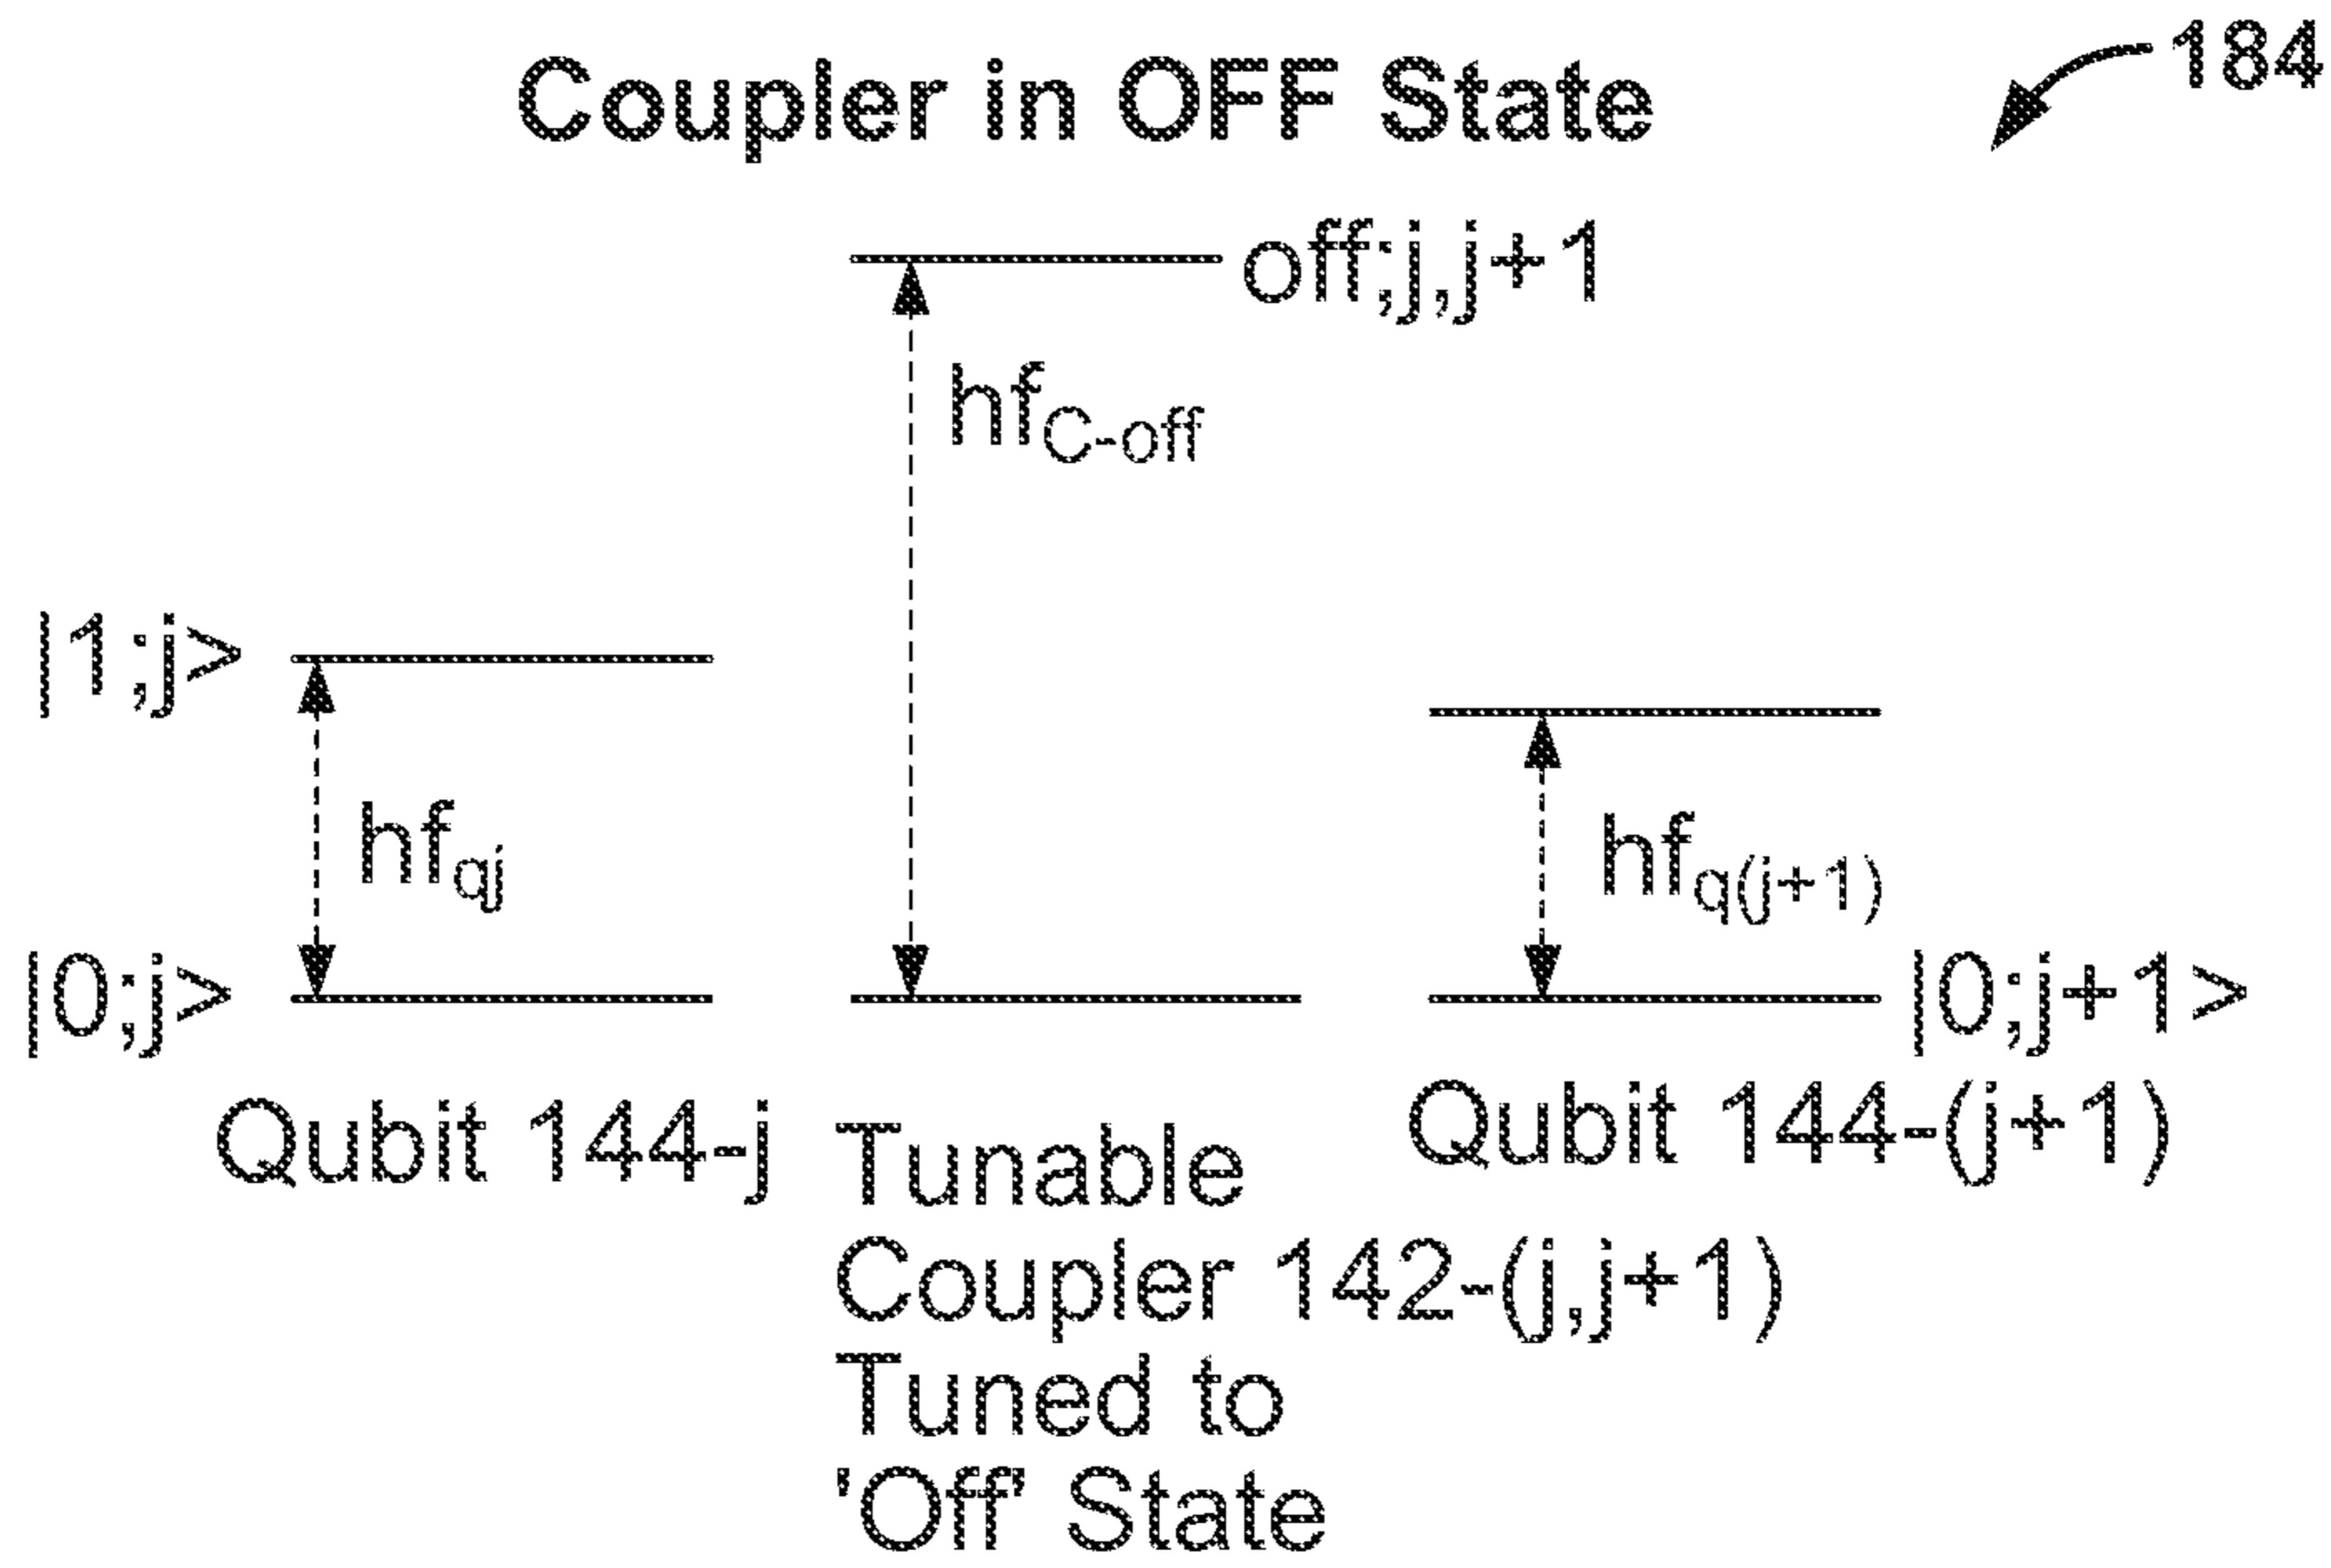 184
Coupler in OFF State
off;j,j+1
hfC-off
|1;j>
hfqj
hfq(j+1)
|0;j>
|0;j+1>
Qubit 144-j
Tunable
Coupler 142-(j,j+1)
Tuned to
'Off' State
Qubit 144-(j+1)